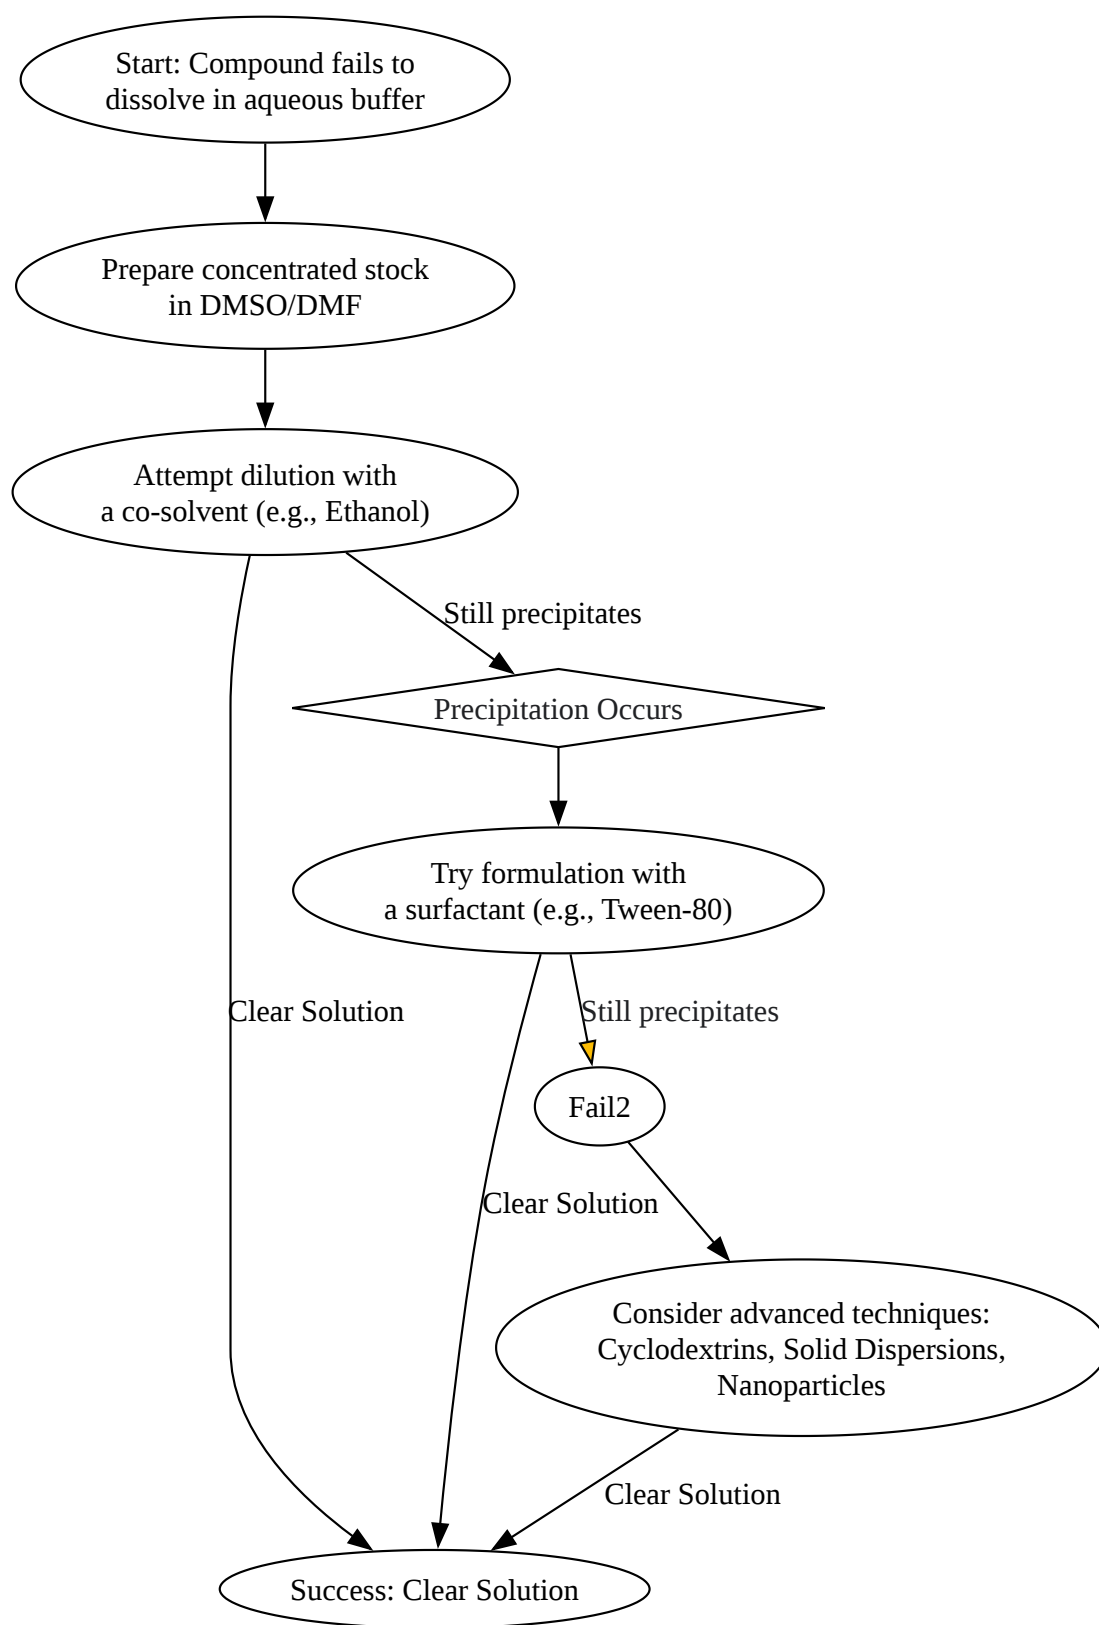 Start: Compound fails to
dissolve in aqueous buffer
Prepare concentrated stock
in DMSO/DMF
Attempt dilution with
a co-solvent (e.g., Ethanol)
Still precipitates
Precipitation Occurs
Try formulation with
a surfactant (e.g., Tween-80)
Clear Solution
Still precipitates
Fail2
Clear Solution
Consider advanced techniques:
Cyclodextrins, Solid Dispersions,
Nanoparticles
Clear Solution
Success: Clear Solution